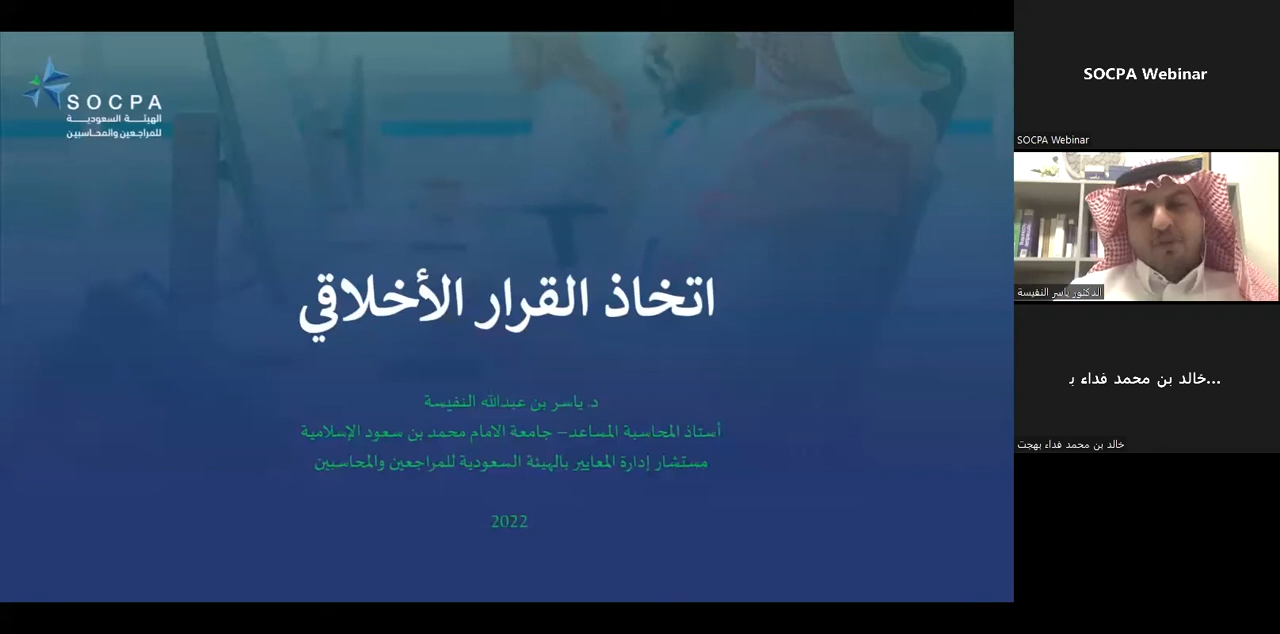 SOCPA
الهيئة السعودية
للمراجعين والمحاسبين
اتخاذ القرار الأخلاقي
د. ياسر بن عبدالله النفيسة
أستاذ المحاسبة المساعد– جامعة الامام محمد بن سعود الإسلامية
مستشار إدارة المعايير بالهيئة السعودية للمراجعين والمحاسبين
2022
SOCPA Webinar
SOCPA Webinar
الدكتور ياسر النفيسة
خالد بن محمد فداء ب...
خالد بن محمد فداء بهجت